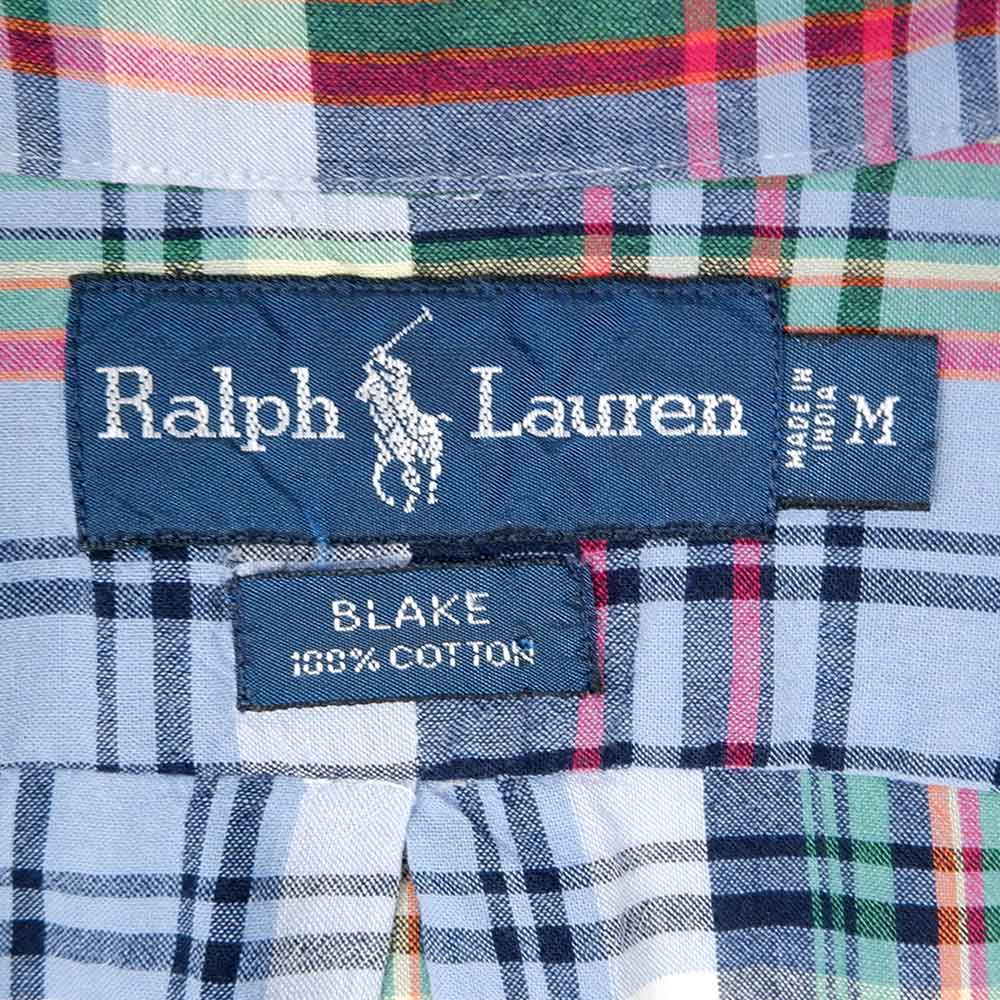 Ralph Lauren
MADE IN
INDIA
M
BLAKE
100% COTTON